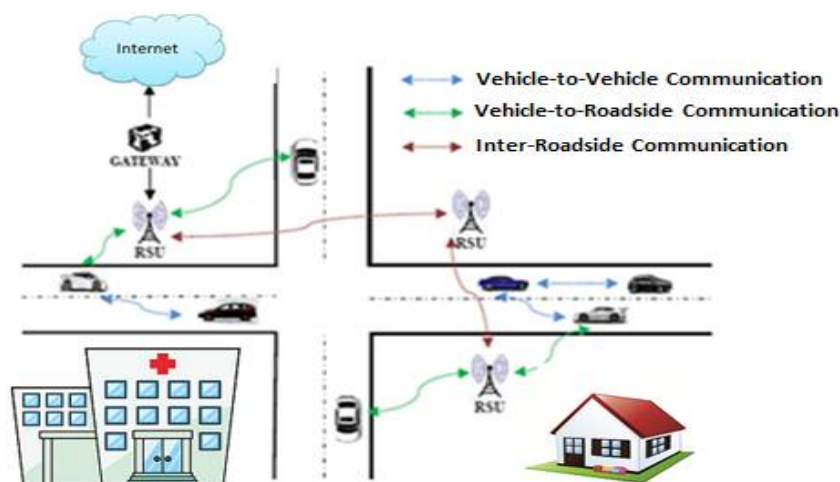 Internet
Vehicle-to-Vehicle Communication
Vehicle-to-Roadside Communication
Inter-Roadside Communication
GATEWAY
RSU
RSU
RSU